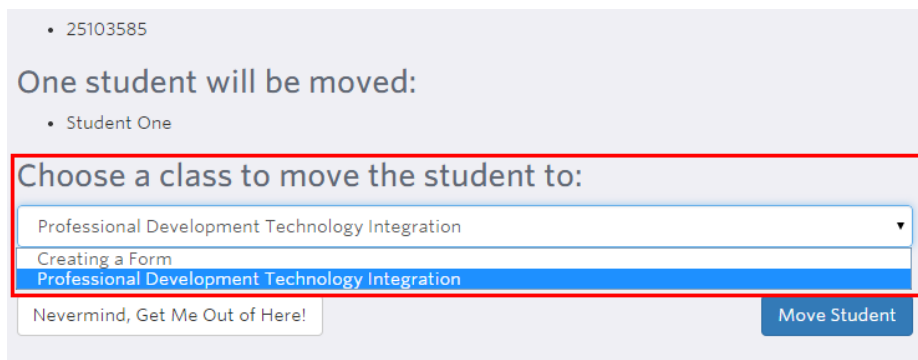 • 25103585
One student will be moved:
• Student One
Choose a class to move the student to:
Professional Development Technology Integration
Creating a Form
Professional Development Technology Integration
Nevermind, Get Me Out of Here! Move Student